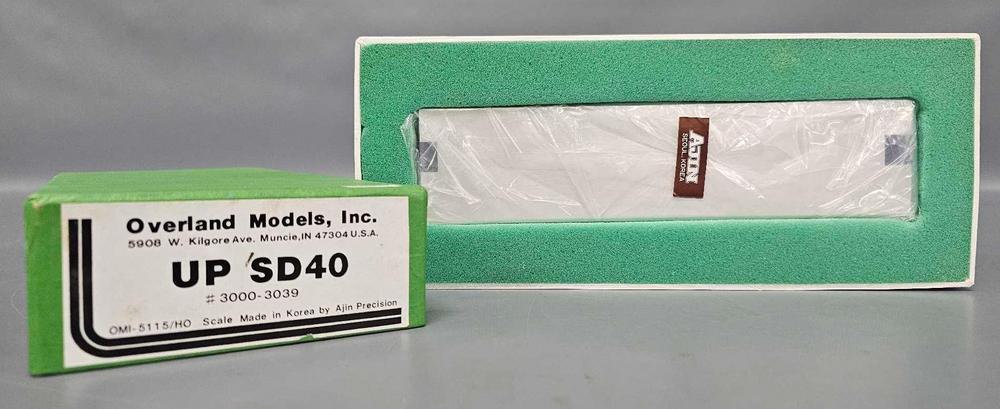 Overland Models, Inc.
5908 W. Kilgore Ave. Muncie, IN 47304 U.S.A.
UP SD40
# 3000-3039
OMI-5115/HO Scale Made in Korea by Ajin Precision
AJIN
SEOUL, KOREA